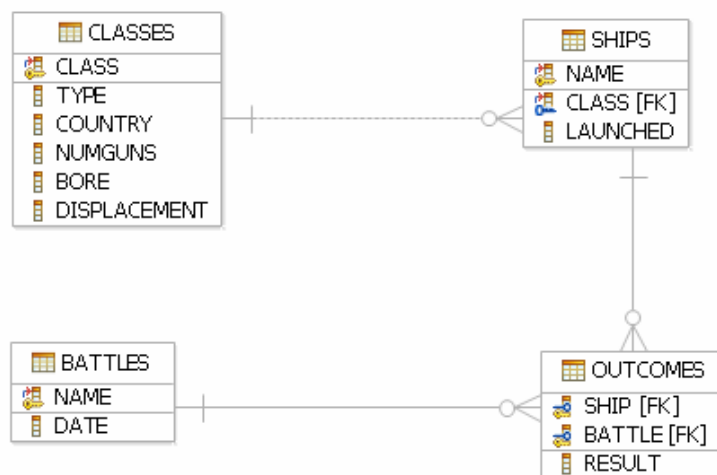 CLASSES
CLASS
TYPE
COUNTRY
NUMGUNS
BORE
DISPLACEMENT
SHIPS
NAME
CLASS [FK]
LAUNCHED
BATTLES
NAME
DATE
OUTCOMES
SHIP [FK]
BATTLE [FK]
RESULT